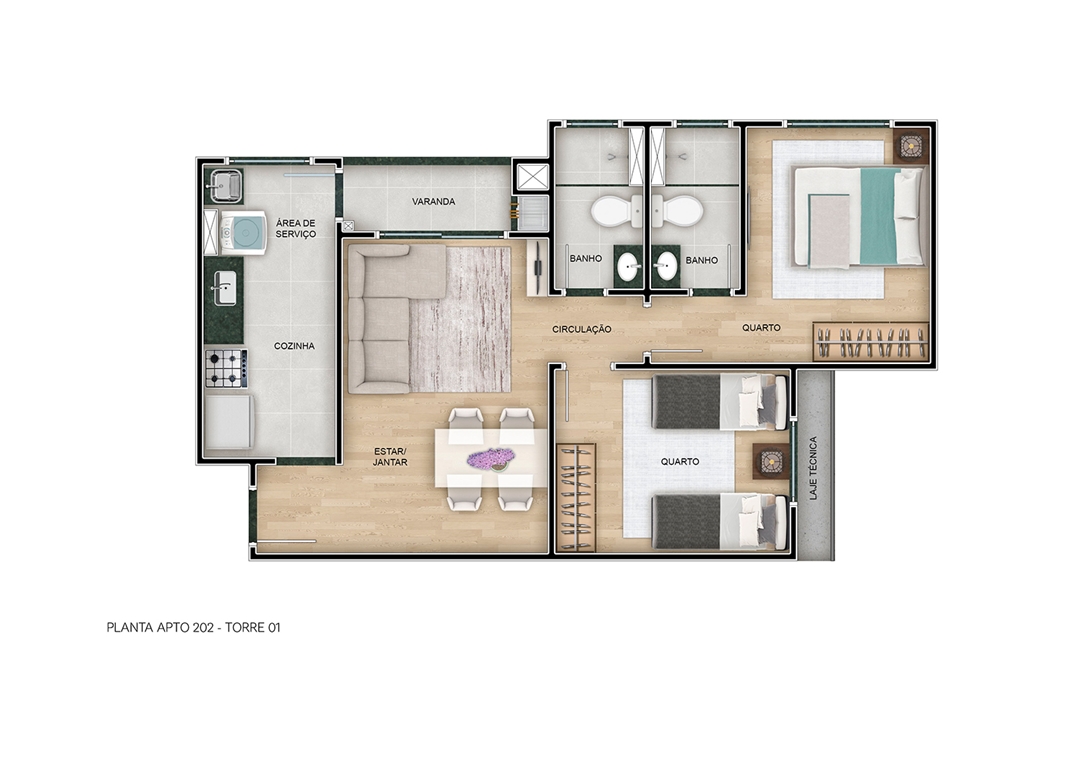 VARANDA
ÁREA DE
SERVIÇO
BANHO
BANHO
CIRCULAÇÃO
QUARTO
COZINHA
ESTAR/
JANTAR
QUARTO
LAJE TÉCNICA
PLANTA APTO 202 - TORRE 01